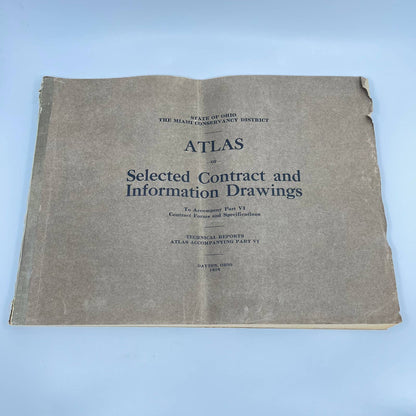 STATE OF OHIO
THE MIAMI CONSERVANCY DISTRICT
ATLAS
OF
Selected Contract and
Information Drawings
To Accompany Part VI
Contract Forms and Specifications
TECHNICAL REPORTS
ATLAS ACCOMPANYING PART VI
DAYTON, OHIO